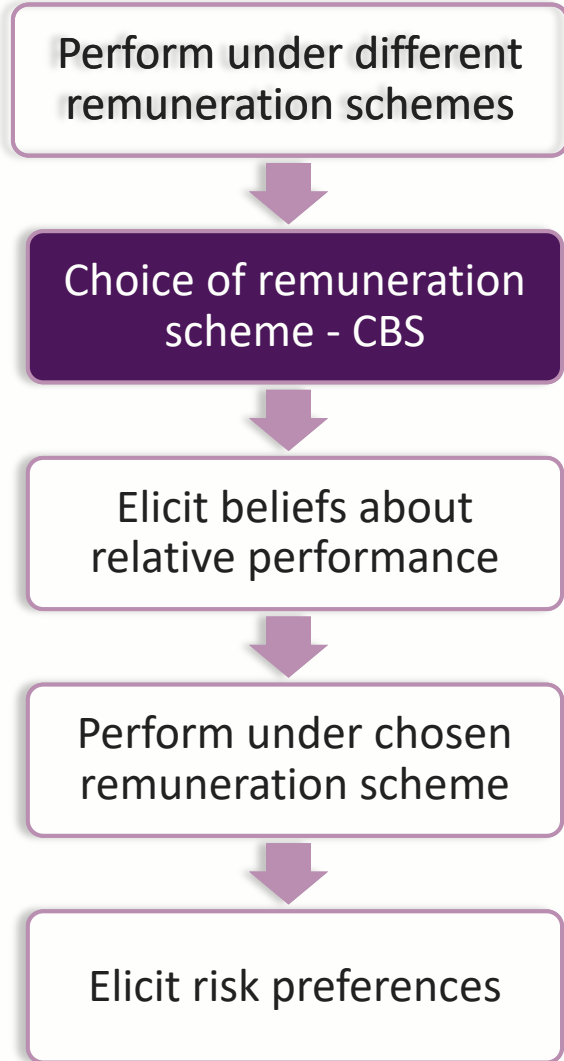 Perform under different
remuneration schemes
Choice of remuneration
scheme - CBS
Elicit beliefs about
relative performance
Perform under chosen
remuneration scheme
Elicit risk preferences